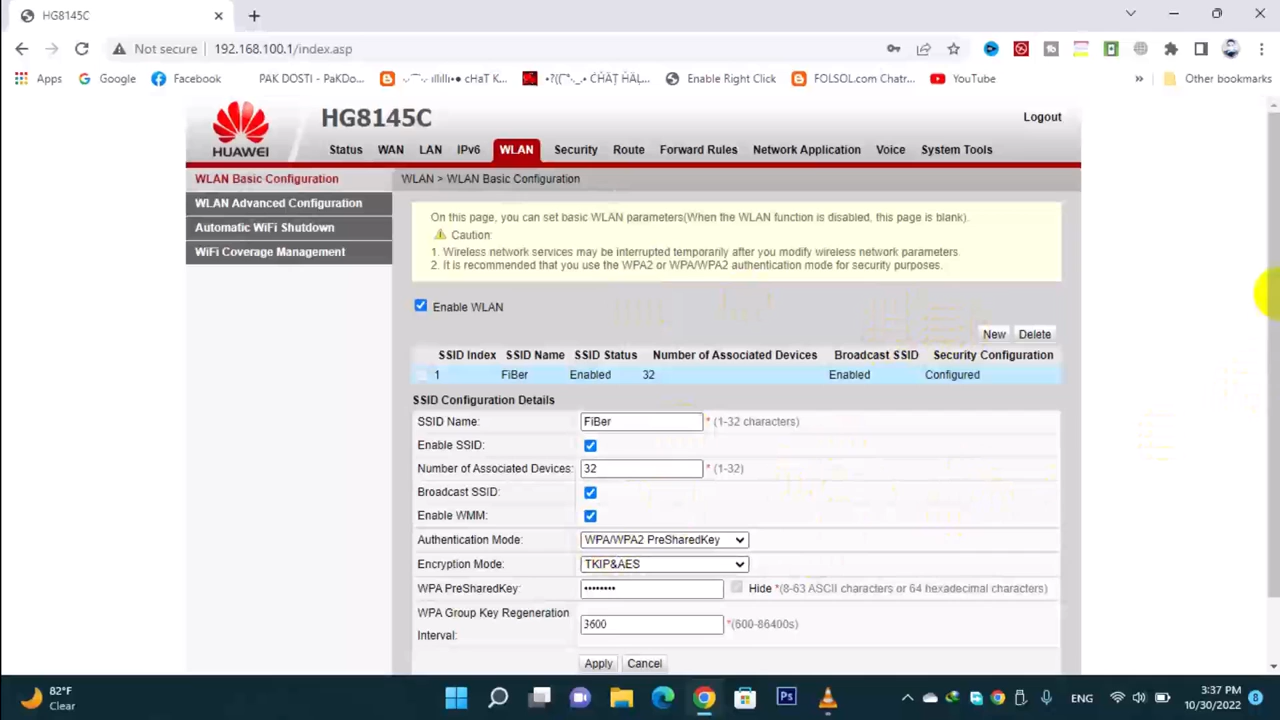 HG8145C
Not secure 192.168.100.1/index.asp
Apps Google Facebook PAK DOSTI - PaKDo... Enable Right Click FOLSOL.com Chatr... YouTube » Other bookmarks
HUAWEI
HG8145C
Logout
Status WAN LAN IPv6 WLAN Security Route Forward Rules Network Application Voice System Tools
WLAN Basic Configuration
WLAN Advanced Configuration
Automatic WiFi Shutdown
WiFi Coverage Management
WLAN > WLAN Basic Configuration
On this page, you can set basic WLAN parameters(When the WLAN function is disabled, this page is blank).
Caution:
1. Wireless network services may be interrupted temporarily after you modify wireless network parameters.
2. It is recommended that you use the WPA2 or WPA/WPA2 authentication mode for security purposes.
Enable WLAN
New Delete
SSID Index SSID Name SSID Status Number of Associated Devices Broadcast SSID Security Configuration
1 FiBer Enabled 32 Enabled Configured
SSID Configuration Details
SSID Name: FiBer * (1-32 characters)
Enable SSID:
Number of Associated Devices: 32 * (1-32)
Broadcast SSID:
Enable WMM:
Authentication Mode: WPA/WPA2 PreSharedKey
Encryption Mode: TKIP&AES
WPA PreSharedKey: •••••••• Hide *(8-63 ASCII characters or 64 hexadecimal characters)
WPA Group Key Regeneration
Interval: 3600 *(600-86400s)
Apply Cancel
82°F
Clear
Ps
ENG
3:37 PM
10/30/2022
8